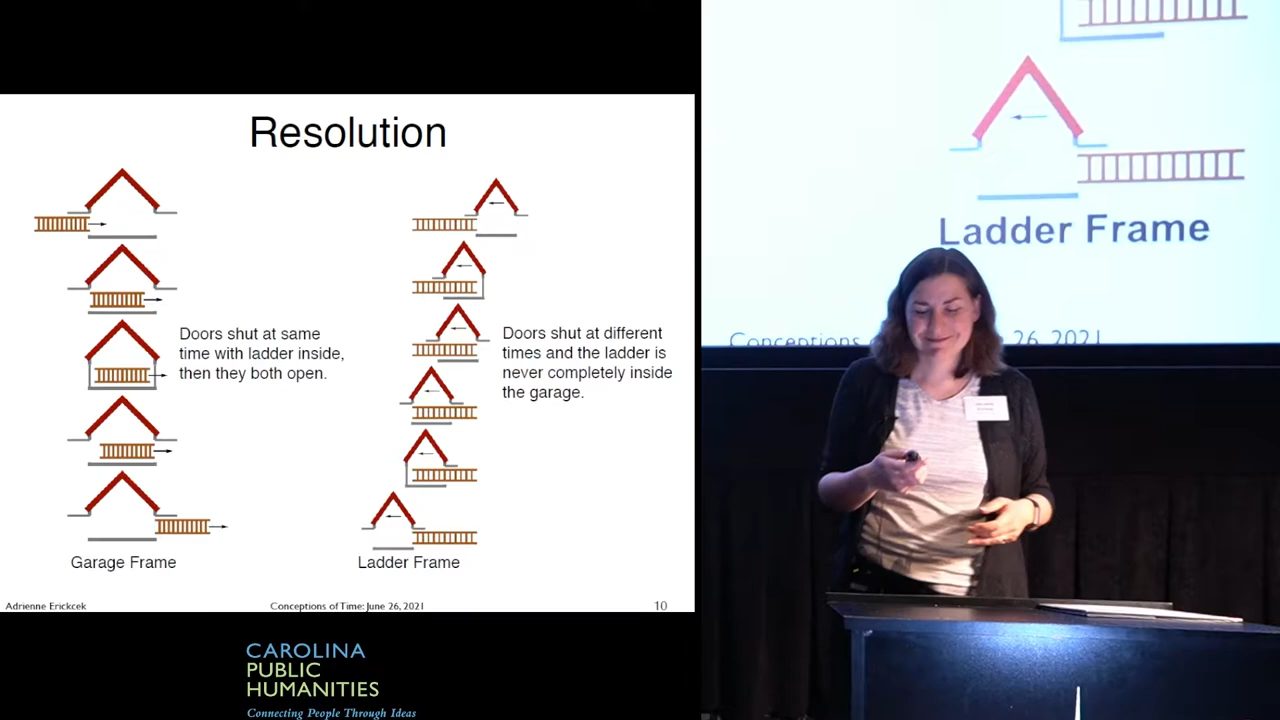 Resolution
Doors shut at same
time with ladder inside,
then they both open.
Doors shut at different
times and the ladder is
never completely inside
the garage.
Garage Frame
Ladder Frame
Adrienne Erickcek
Conceptions of Time: June 26, 2021
10
CAROLINA
PUBLIC
HUMANITIES
Connecting People Through Ideas
Ladder Frame
Conceptions 26, 2021